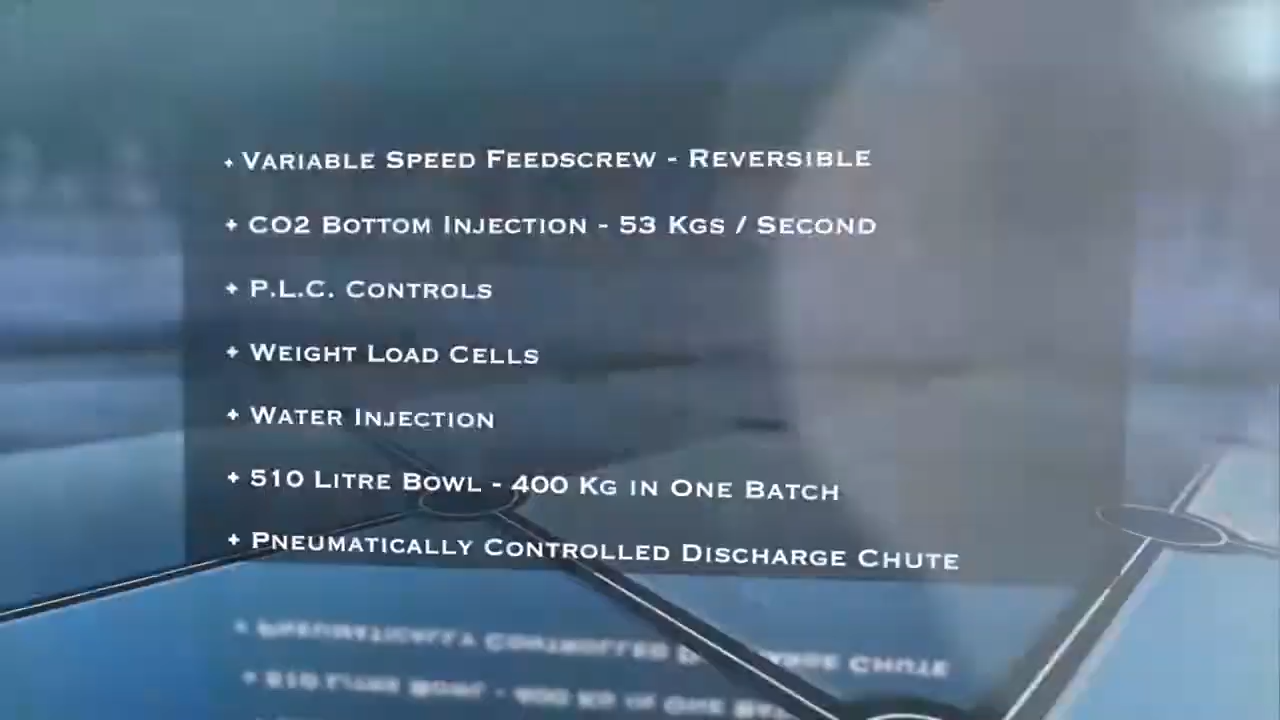 + Variable Speed Feedscrew - Reversible
+ CO2 Bottom Injection - 53 Kgs / Second
+ P.L.C. Controls
+ Weight Load Cells
+ Water Injection
+ 510 Litre Bowl - 400 Kg in One Batch
+ Pneumatically Controlled Discharge Chute